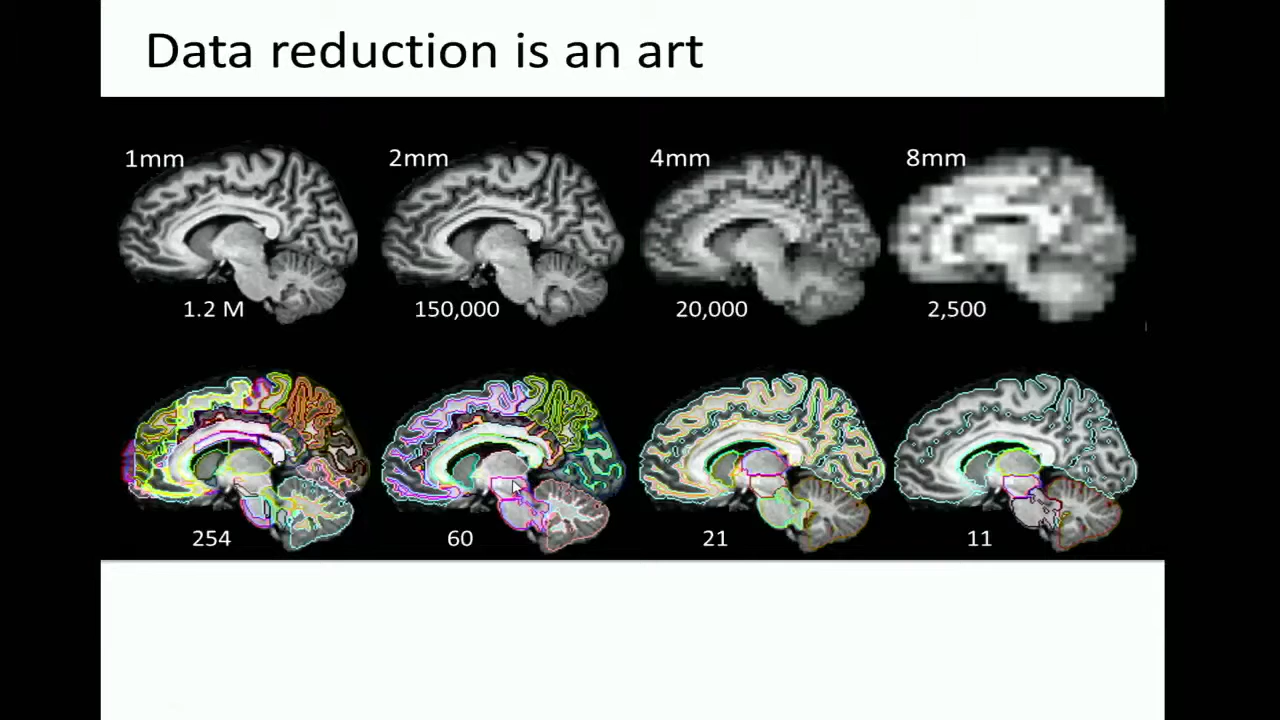 Data reduction is an art
1mm 2mm 4mm 8mm
1.2 M 150,000 20,000 2,500
254 60 21 11